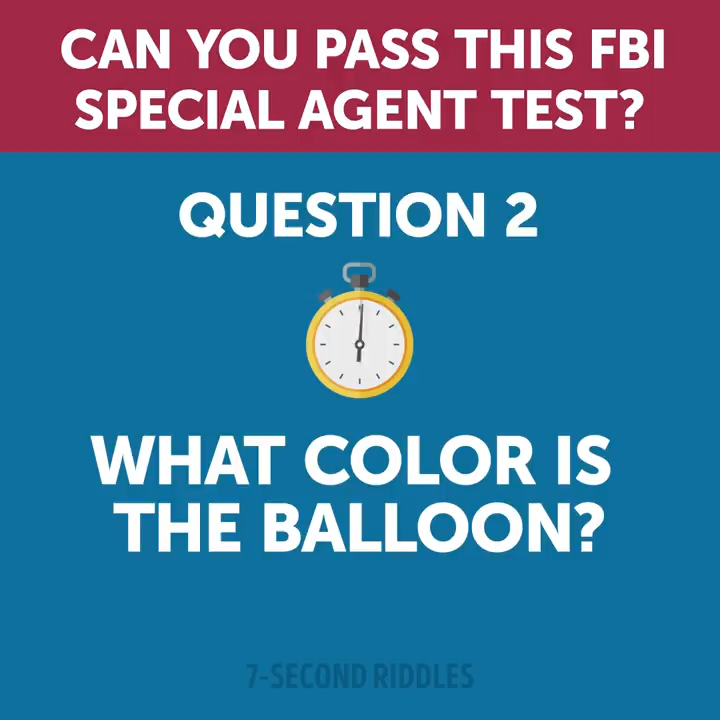 CAN YOU PASS THIS FBI
SPECIAL AGENT TEST?
QUESTION 2
WHAT COLOR IS
THE BALLOON?
7-SECOND RIDDLES